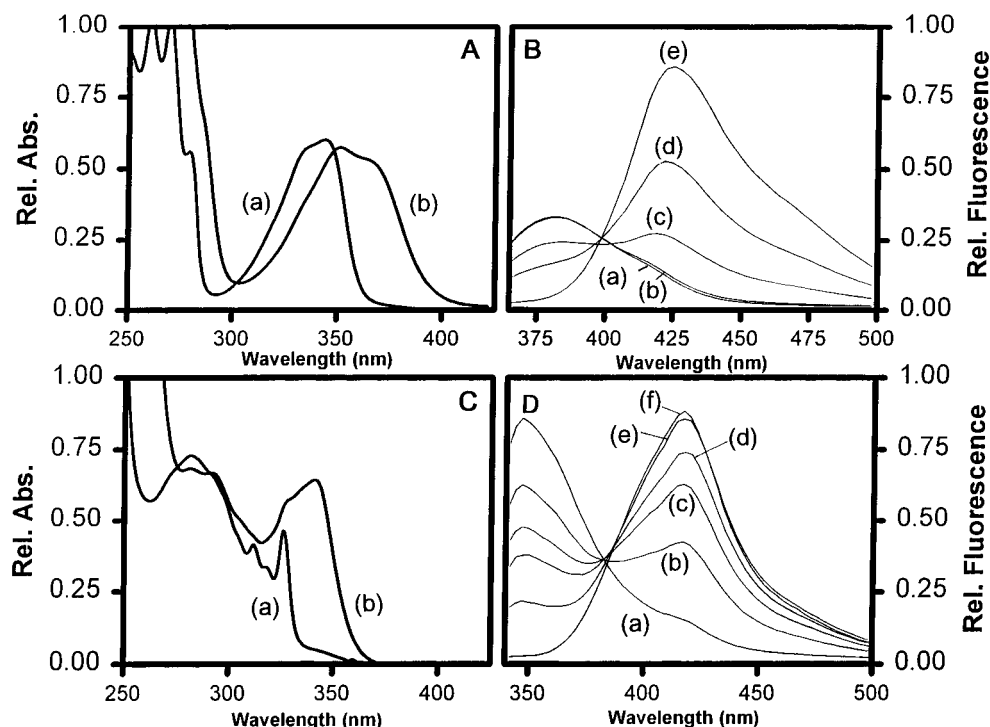 1.00
0.75
0.50
0.25
0.00
Rel. Abs.
A
(a)
(b)
250
300
350
400
Wavelength (nm)
B
(e)
(d)
(c)
(a)
(b)
375
400
425
450
475
500
Wavelength (nm)
1.00
0.75
0.50
0.25
0.00
Rel. Fluorescence
1.00
0.75
0.50
0.25
0.00
Rel. Abs.
C
(a)
(b)
250
300
350
400
Wavelength (nm)
D
(f)
(e)
(d)
(c)
(b)
(a)
350
400
450
500
Wavelength (nm)
1.00
0.75
0.50
0.25
0.00
Rel. Fluorescence